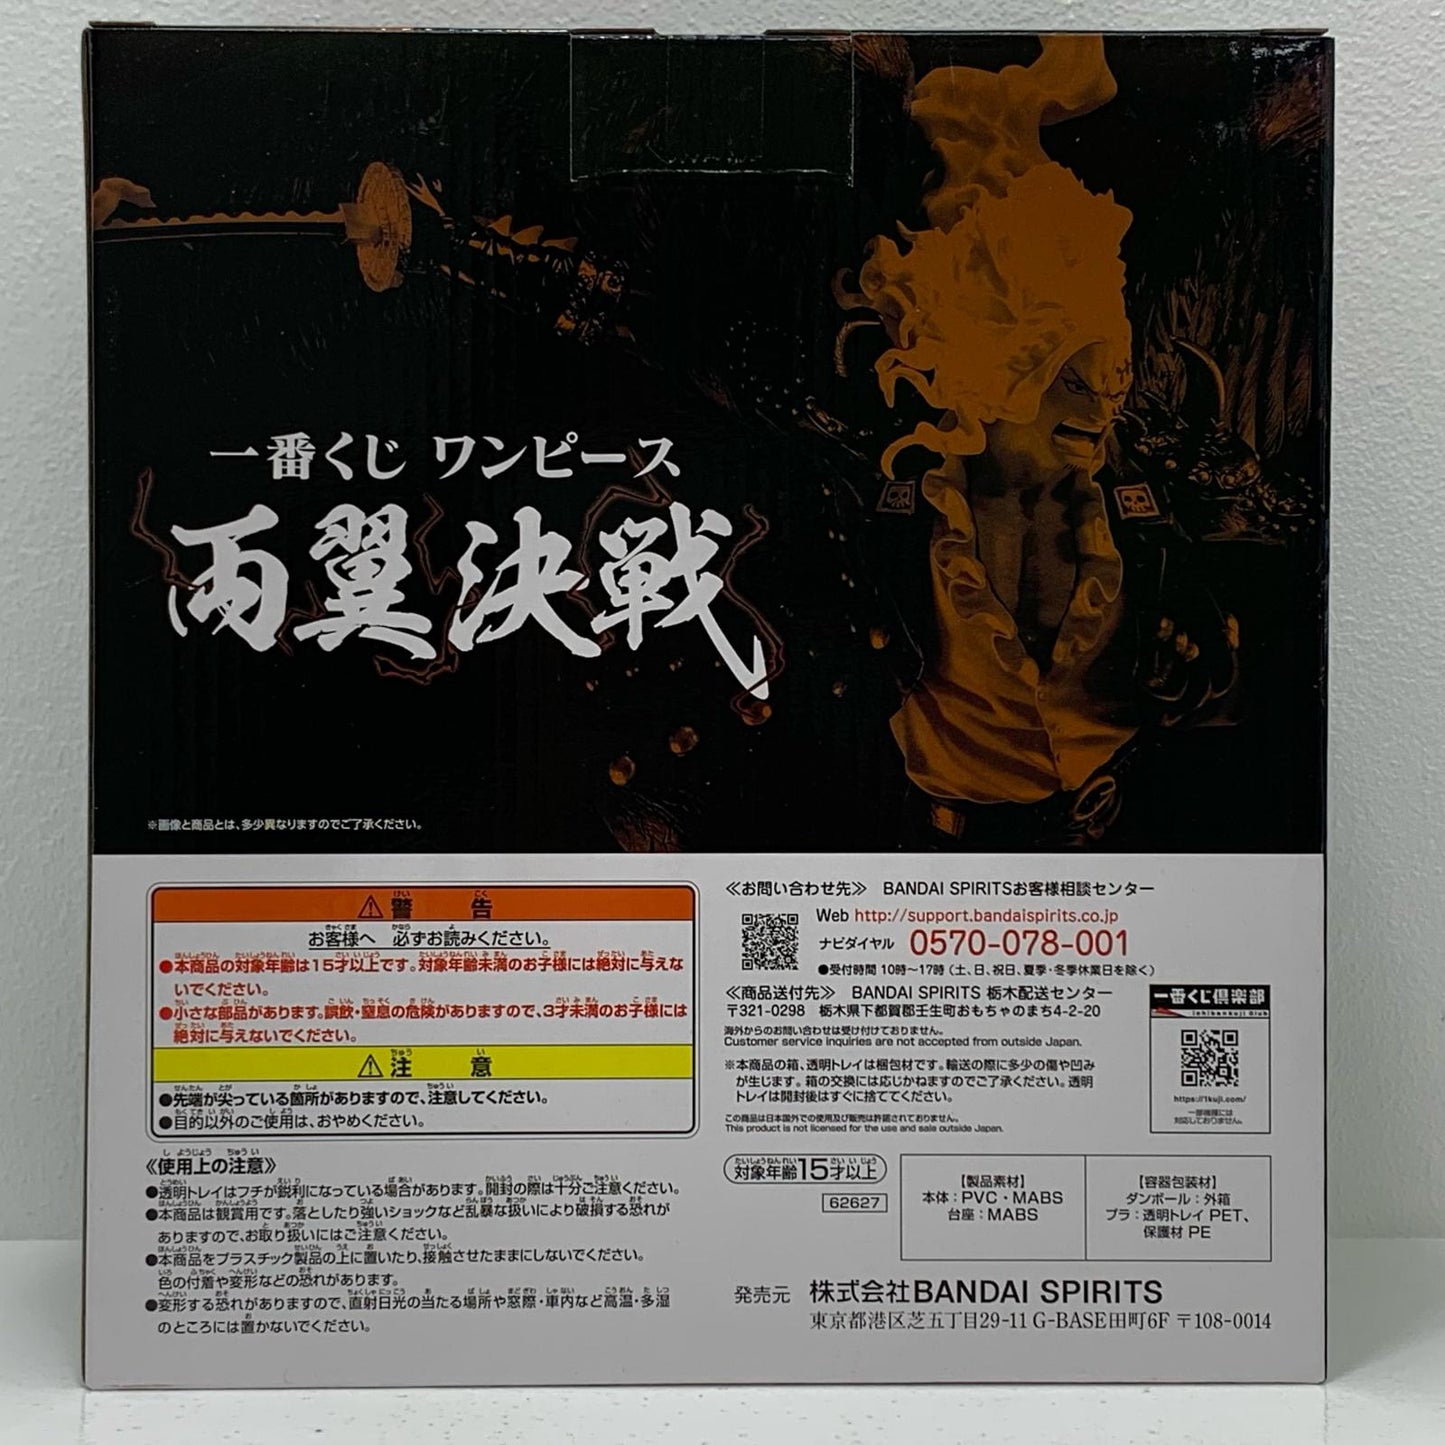 一番くじ ワンピース
両翼決戦
※画像と商品とは、多少異なりますのでご了承ください。
⚠警告
お客様へ 必ずお読みください。
●本商品の対象年齢は15才以上です。対象年齢未満のお子様には絶対に与えな
いでください。
●小さな部品があります。誤飲・窒息の危険がありますので、3才未満のお子様には
絶対に与えないでください。
⚠注意
●先端が尖っている箇所がありますので、注意してください。
●目的以外のご使用は、おやめください。
《使用上の注意》
●透明トレイはフチが鋭利になっている場合があります。開封の際は十分ご注意ください。
●本商品は観賞用です。落としたり強いショックなど乱暴な扱いにより破損する恐れが
ありますので、お取り扱いにはご注意ください。
●本商品をプラスチック製品の上に置いたり、接触させたままにしないでください。
色の付着や変形などの恐れがあります。
●変形する恐れがありますので、直射日光の当たる場所や窓際・車内など高温・多湿
のところには置かないでください。
≪お問い合わせ先≫ BANDAI SPIRITSお客様相談センター
Web http://support.bandaispirits.co.jp
ナビダイヤル 0570-078-001
●受付時間 10時〜17時(土、日、祝日、夏季・冬季休業日を除く)
≪商品送付先≫ BANDAI SPIRITS 栃木配送センター
〒321-0298 栃木県下都賀郡壬生町おもちゃのまち4-2-20
海外からのお問い合わせは受け付けておりません。
Customer service inquiries are not accepted from outside Japan.
※本商品の箱、透明トレイは梱包材です。輸送の際に多少の傷や凹み
が生じます。箱の交換には応じかねますのでご了承ください。透明
トレイは開封後はすぐに捨ててください。
この商品は日本国外での使用及び販売は許諾されておりません。
This product is not licensed for the use and sale outside Japan.
一番くじ倶楽部
Ichibankuji Club
https://1kuji.com/
一部機種には
対応しておりません。
対象年齢15才以上
62627
【製品素材】
本体：PVC・MABS
台座：MABS
【容器包装材】
ダンボール：外箱
プラ：透明トレイ PET、
保護材 PE
発売元 株式会社BANDAI SPIRITS
東京都港区芝五丁目29-11 G-BASE田町6F 〒108-0014